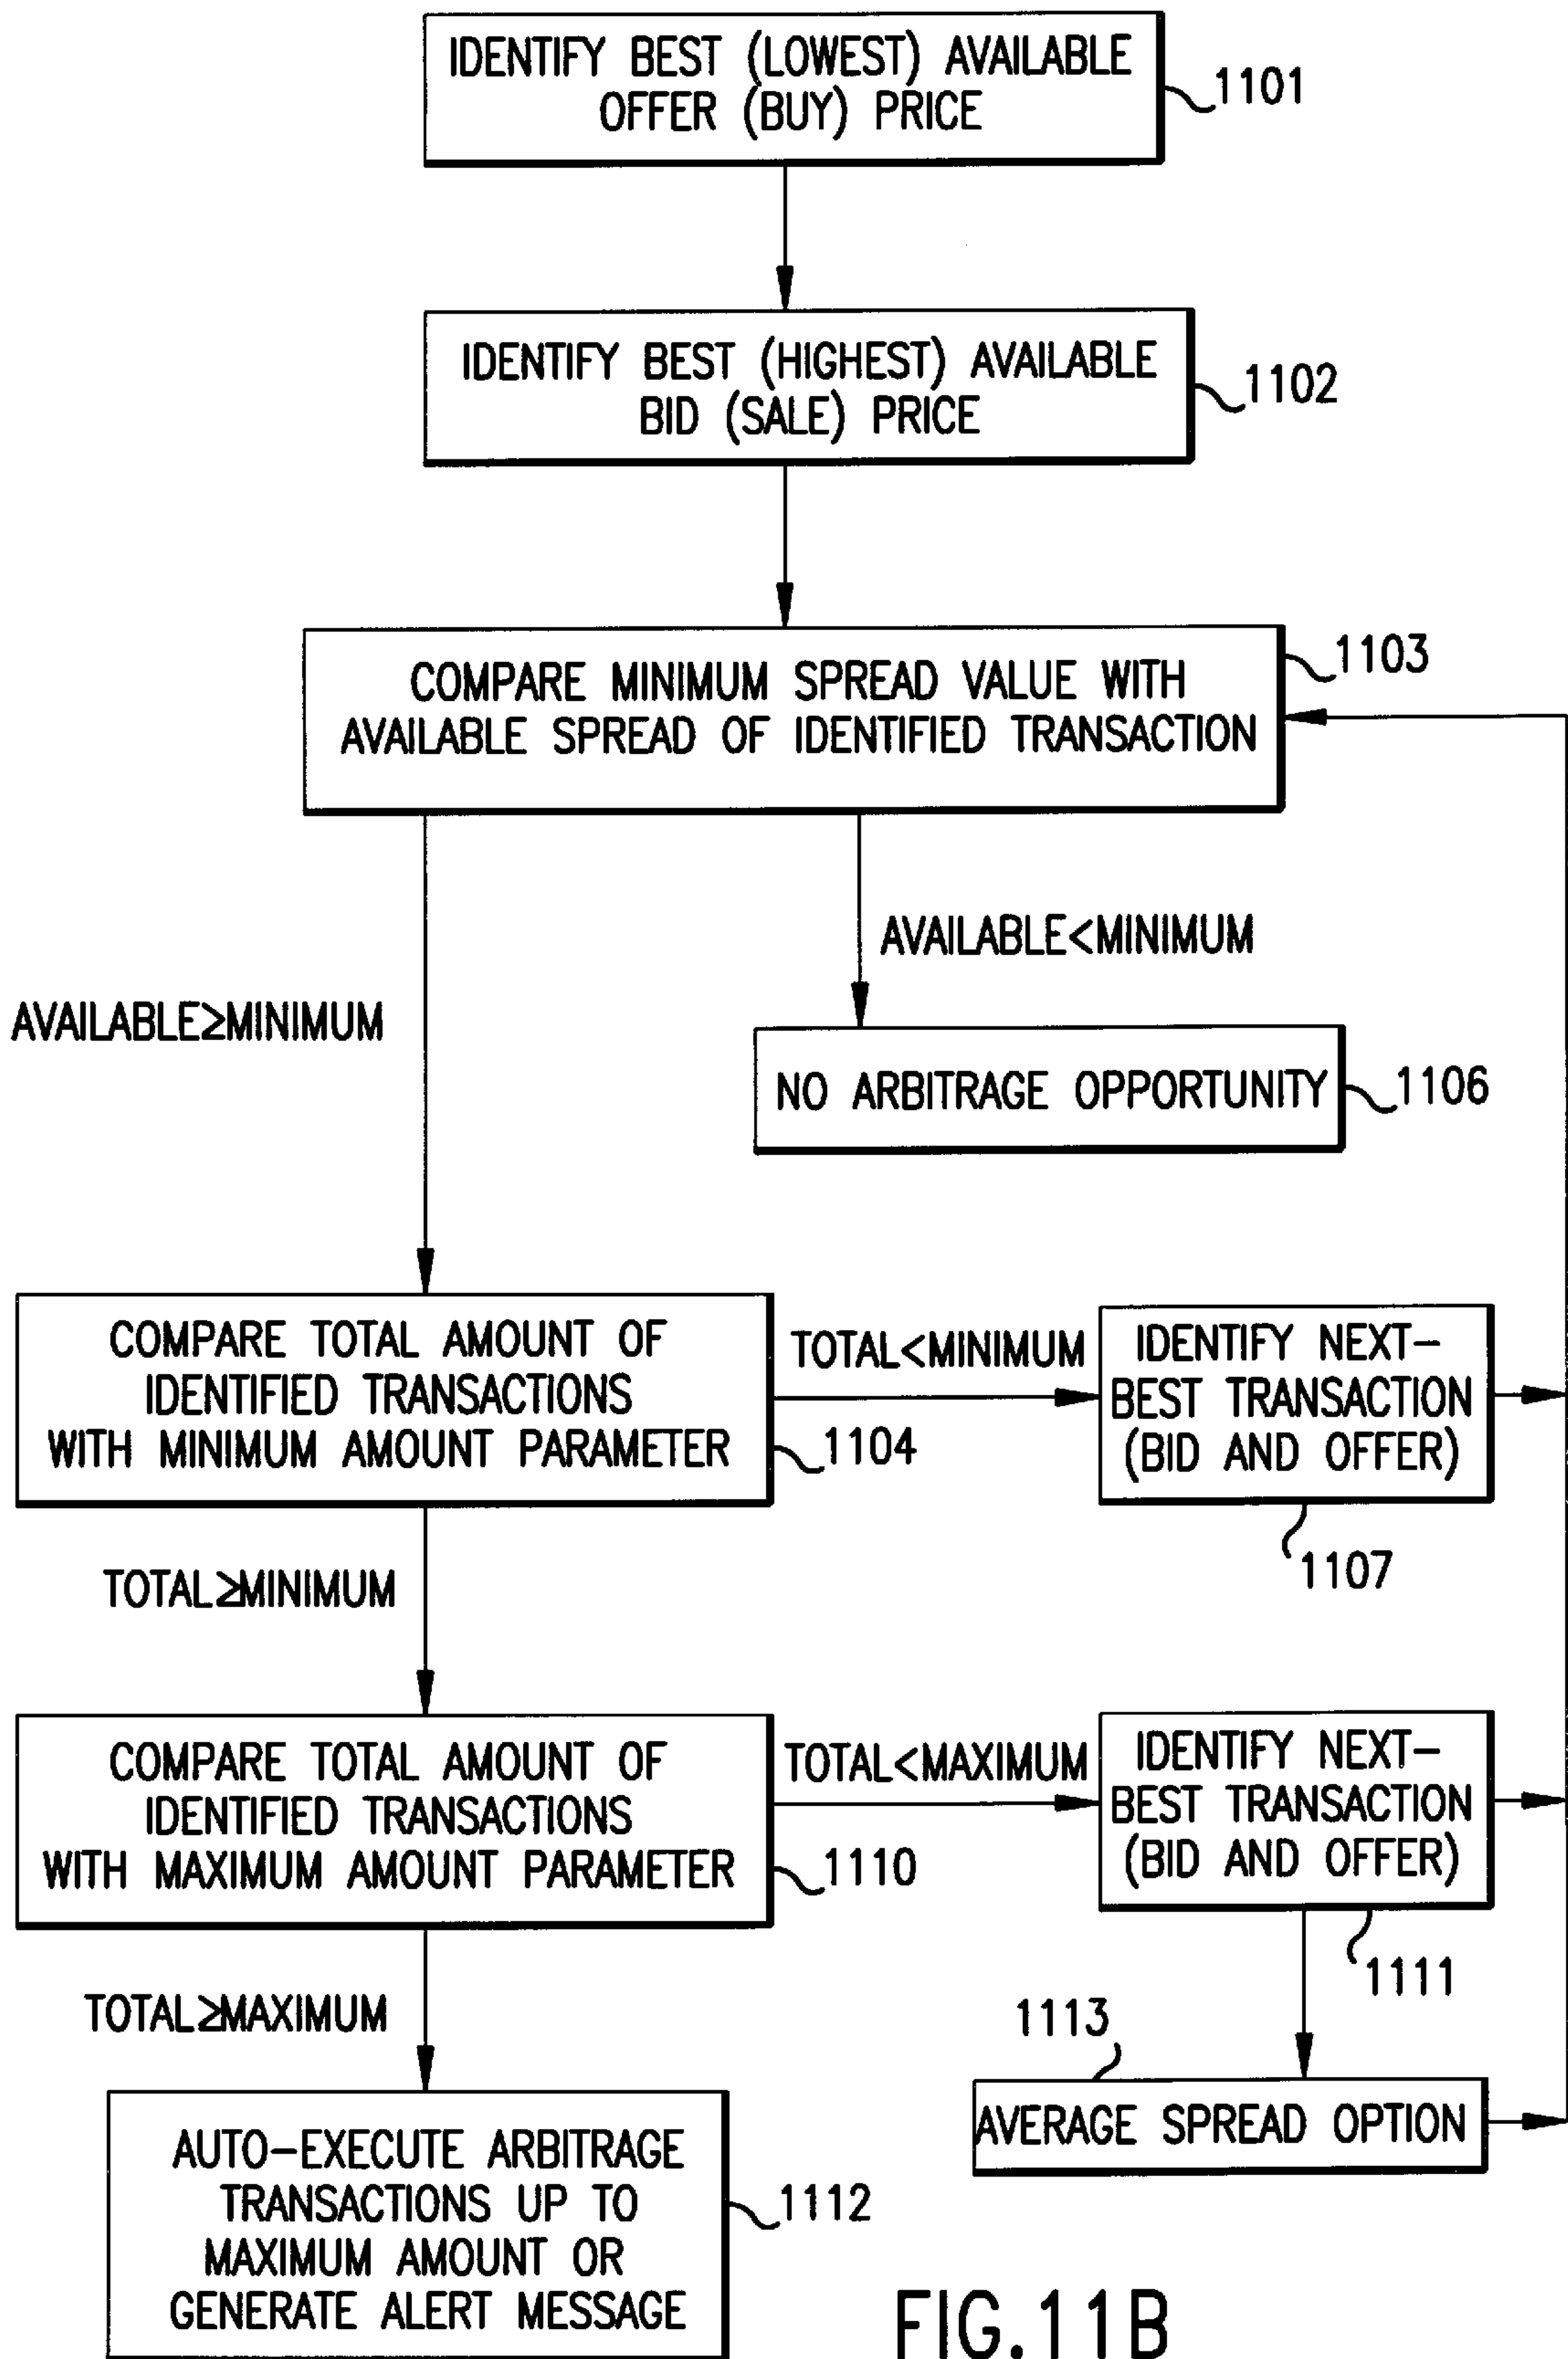 IDENTIFY BEST (LOWEST) AVAILABLE
OFFER (BUY) PRICE
1101
IDENTIFY BEST (HIGHEST) AVAILABLE
BID (SALE) PRICE
1102
COMPARE MINIMUM SPREAD VALUE WITH
AVAILABLE SPREAD OF IDENTIFIED TRANSACTION
1103
AVAILABLE<MINIMUM
AVAILABLE≥MINIMUM
NO ARBITRAGE OPPORTUNITY
1106
COMPARE TOTAL AMOUNT OF
IDENTIFIED TRANSACTIONS
WITH MINIMUM AMOUNT PARAMETER
1104
TOTAL<MINIMUM
IDENTIFY NEXT-
BEST TRANSACTION
(BID AND OFFER)
1107
TOTAL≥MINIMUM
COMPARE TOTAL AMOUNT OF
IDENTIFIED TRANSACTIONS
WITH MAXIMUM AMOUNT PARAMETER
1110
TOTAL<MAXIMUM
IDENTIFY NEXT-
BEST TRANSACTION
(BID AND OFFER)
1111
TOTAL≥MAXIMUM
1113
AVERAGE SPREAD OPTION
AUTO-EXECUTE ARBITRAGE
TRANSACTIONS UP TO
MAXIMUM AMOUNT OR
GENERATE ALERT MESSAGE
1112
FIG.11B